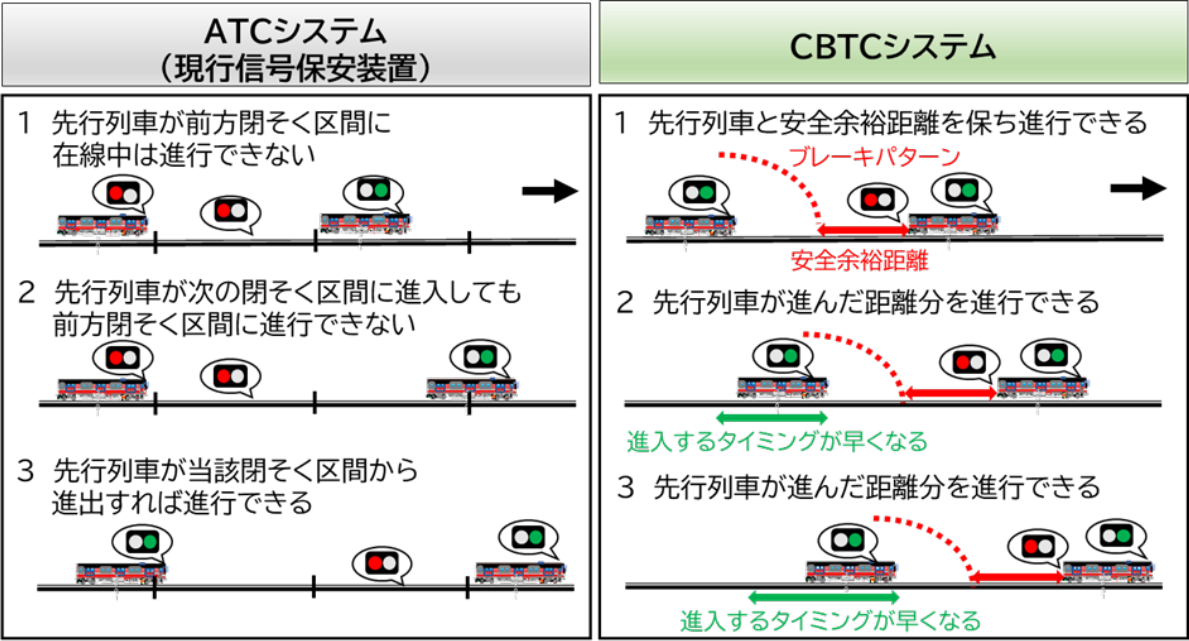 ATCシステム
（現行信号保安装置）
1 先行列車が前方閉そく区間に
在線中は進行できない
2 先行列車が次の閉そく区間に進入しても
前方閉そく区間に進行できない
3 先行列車が当該閉そく区間から
進出すれば進行できる
CBTCシステム
1 先行列車と安全余裕距離を保ち進行できる
ブレーキパターン
安全余裕距離
2 先行列車が進んだ距離分を進行できる
進入するタイミングが早くなる
3 先行列車が進んだ距離分を進行できる
進入するタイミングが早くなる